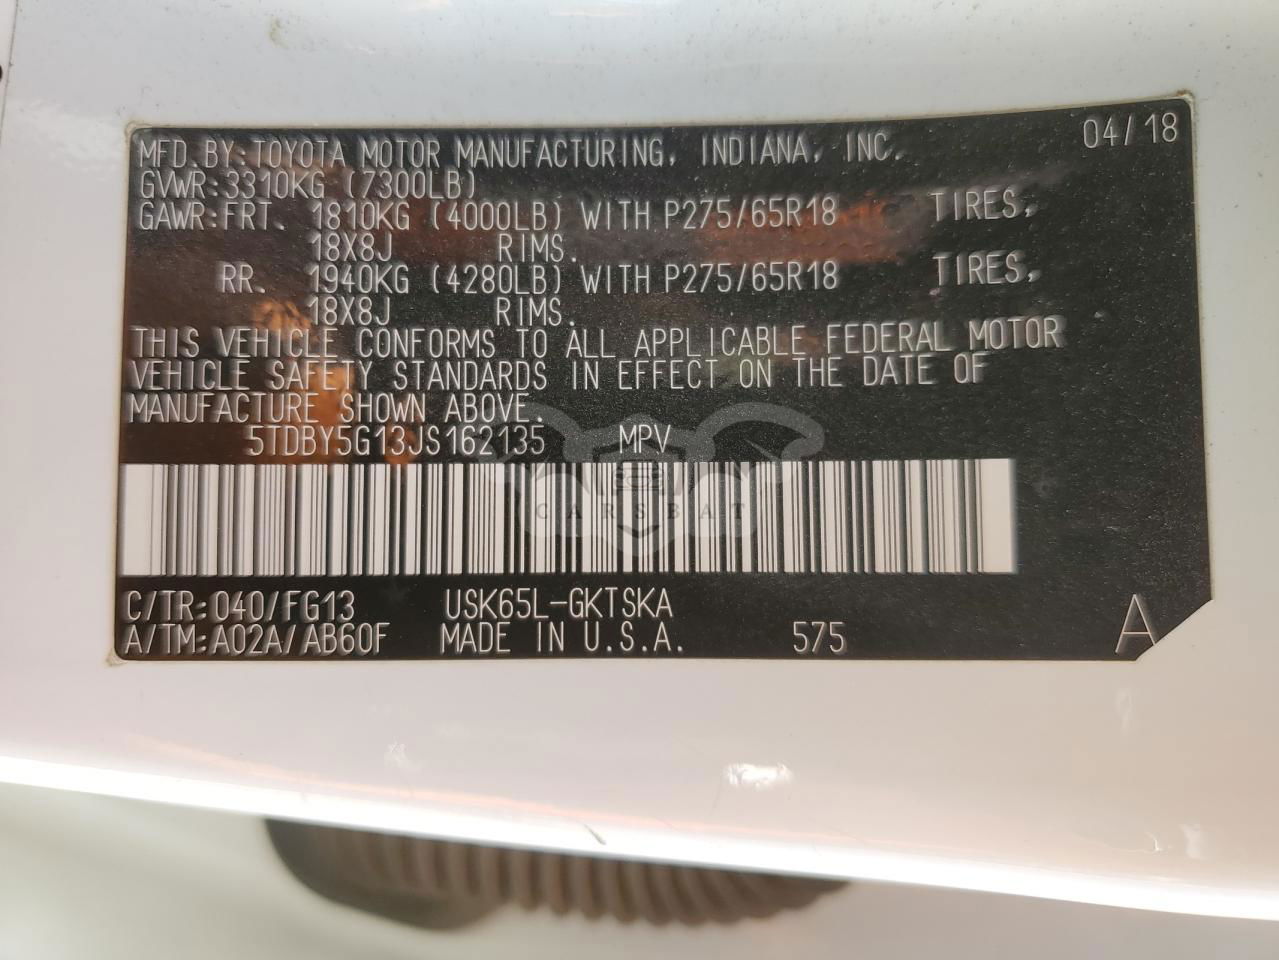 MFD.BY:TOYOTA MOTOR MANUFACTURING, INDIANA, INC. 04/18
GVWR:3310KG (7300LB)
GAWR:FRT. 1810KG (4000LB) WITH P275/65R18 TIRES,
18X8J RIMS.
RR. 1940KG (4280LB) WITH P275/65R18 TIRES,
18X8J RIMS.
THIS VEHICLE CONFORMS TO ALL APPLICABLE FEDERAL MOTOR
VEHICLE SAFETY STANDARDS IN EFFECT ON THE DATE OF
MANUFACTURE SHOWN ABOVE.
5TDBY5G13JS162135 MPV
CARSBAT
C/TR:040/FG13 USK65L-GKTSKA
A/TM:A02A/AB60F MADE IN U.S.A. 575 A